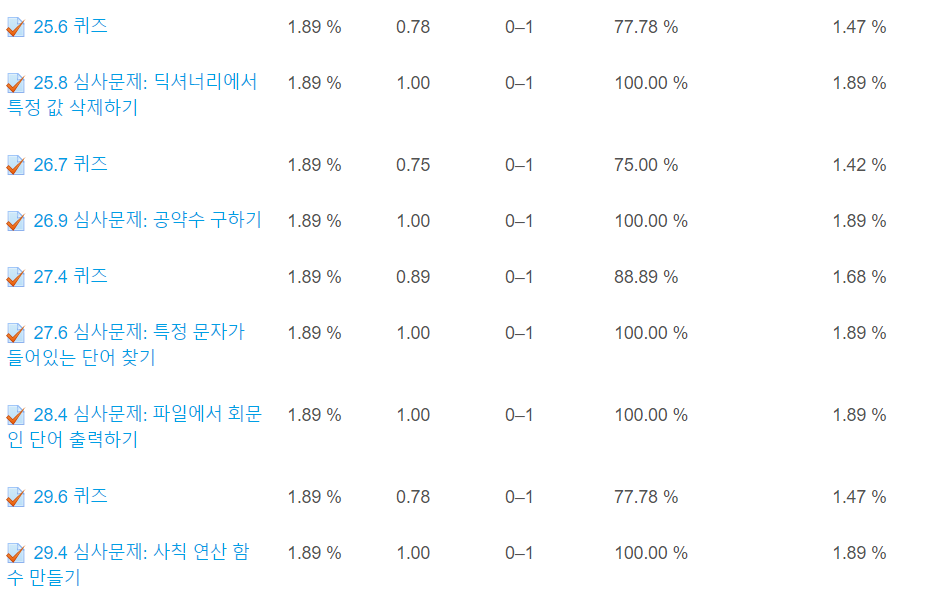 25.6 퀴즈 1.89 % 0.78 0–1 77.78 % 1.47 %
25.8 심사문제: 딕셔너리에서 1.89 % 1.00 0–1 100.00 % 1.89 %
특정 값 삭제하기
26.7 퀴즈 1.89 % 0.75 0–1 75.00 % 1.42 %
26.9 심사문제: 공약수 구하기 1.89 % 1.00 0–1 100.00 % 1.89 %
27.4 퀴즈 1.89 % 0.89 0–1 88.89 % 1.68 %
27.6 심사문제: 특정 문자가 1.89 % 1.00 0–1 100.00 % 1.89 %
들어있는 단어 찾기
28.4 심사문제: 파일에서 회문 1.89 % 1.00 0–1 100.00 % 1.89 %
인 단어 출력하기
29.6 퀴즈 1.89 % 0.78 0–1 77.78 % 1.47 %
29.4 심사문제: 사칙 연산 함 1.89 % 1.00 0–1 100.00 % 1.89 %
수 만들기